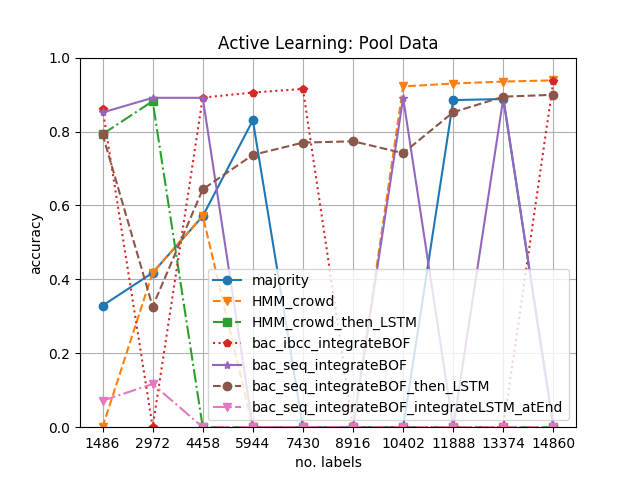 Active Learning: Pool Data
accuracy
1.0
0.8
0.6
0.4
0.2
0.0
majority
HMM_crowd
HMM_crowd_then_LSTM
bac_ibcc_integrateBOF
bac_seq_integrateBOF
bac_seq_integrateBOF_then_LSTM
bac_seq_integrateBOF_integrateLSTM_atEnd
1486 2972 4458 5944 7430 8916 10402 11888 13374 14860
no. labels